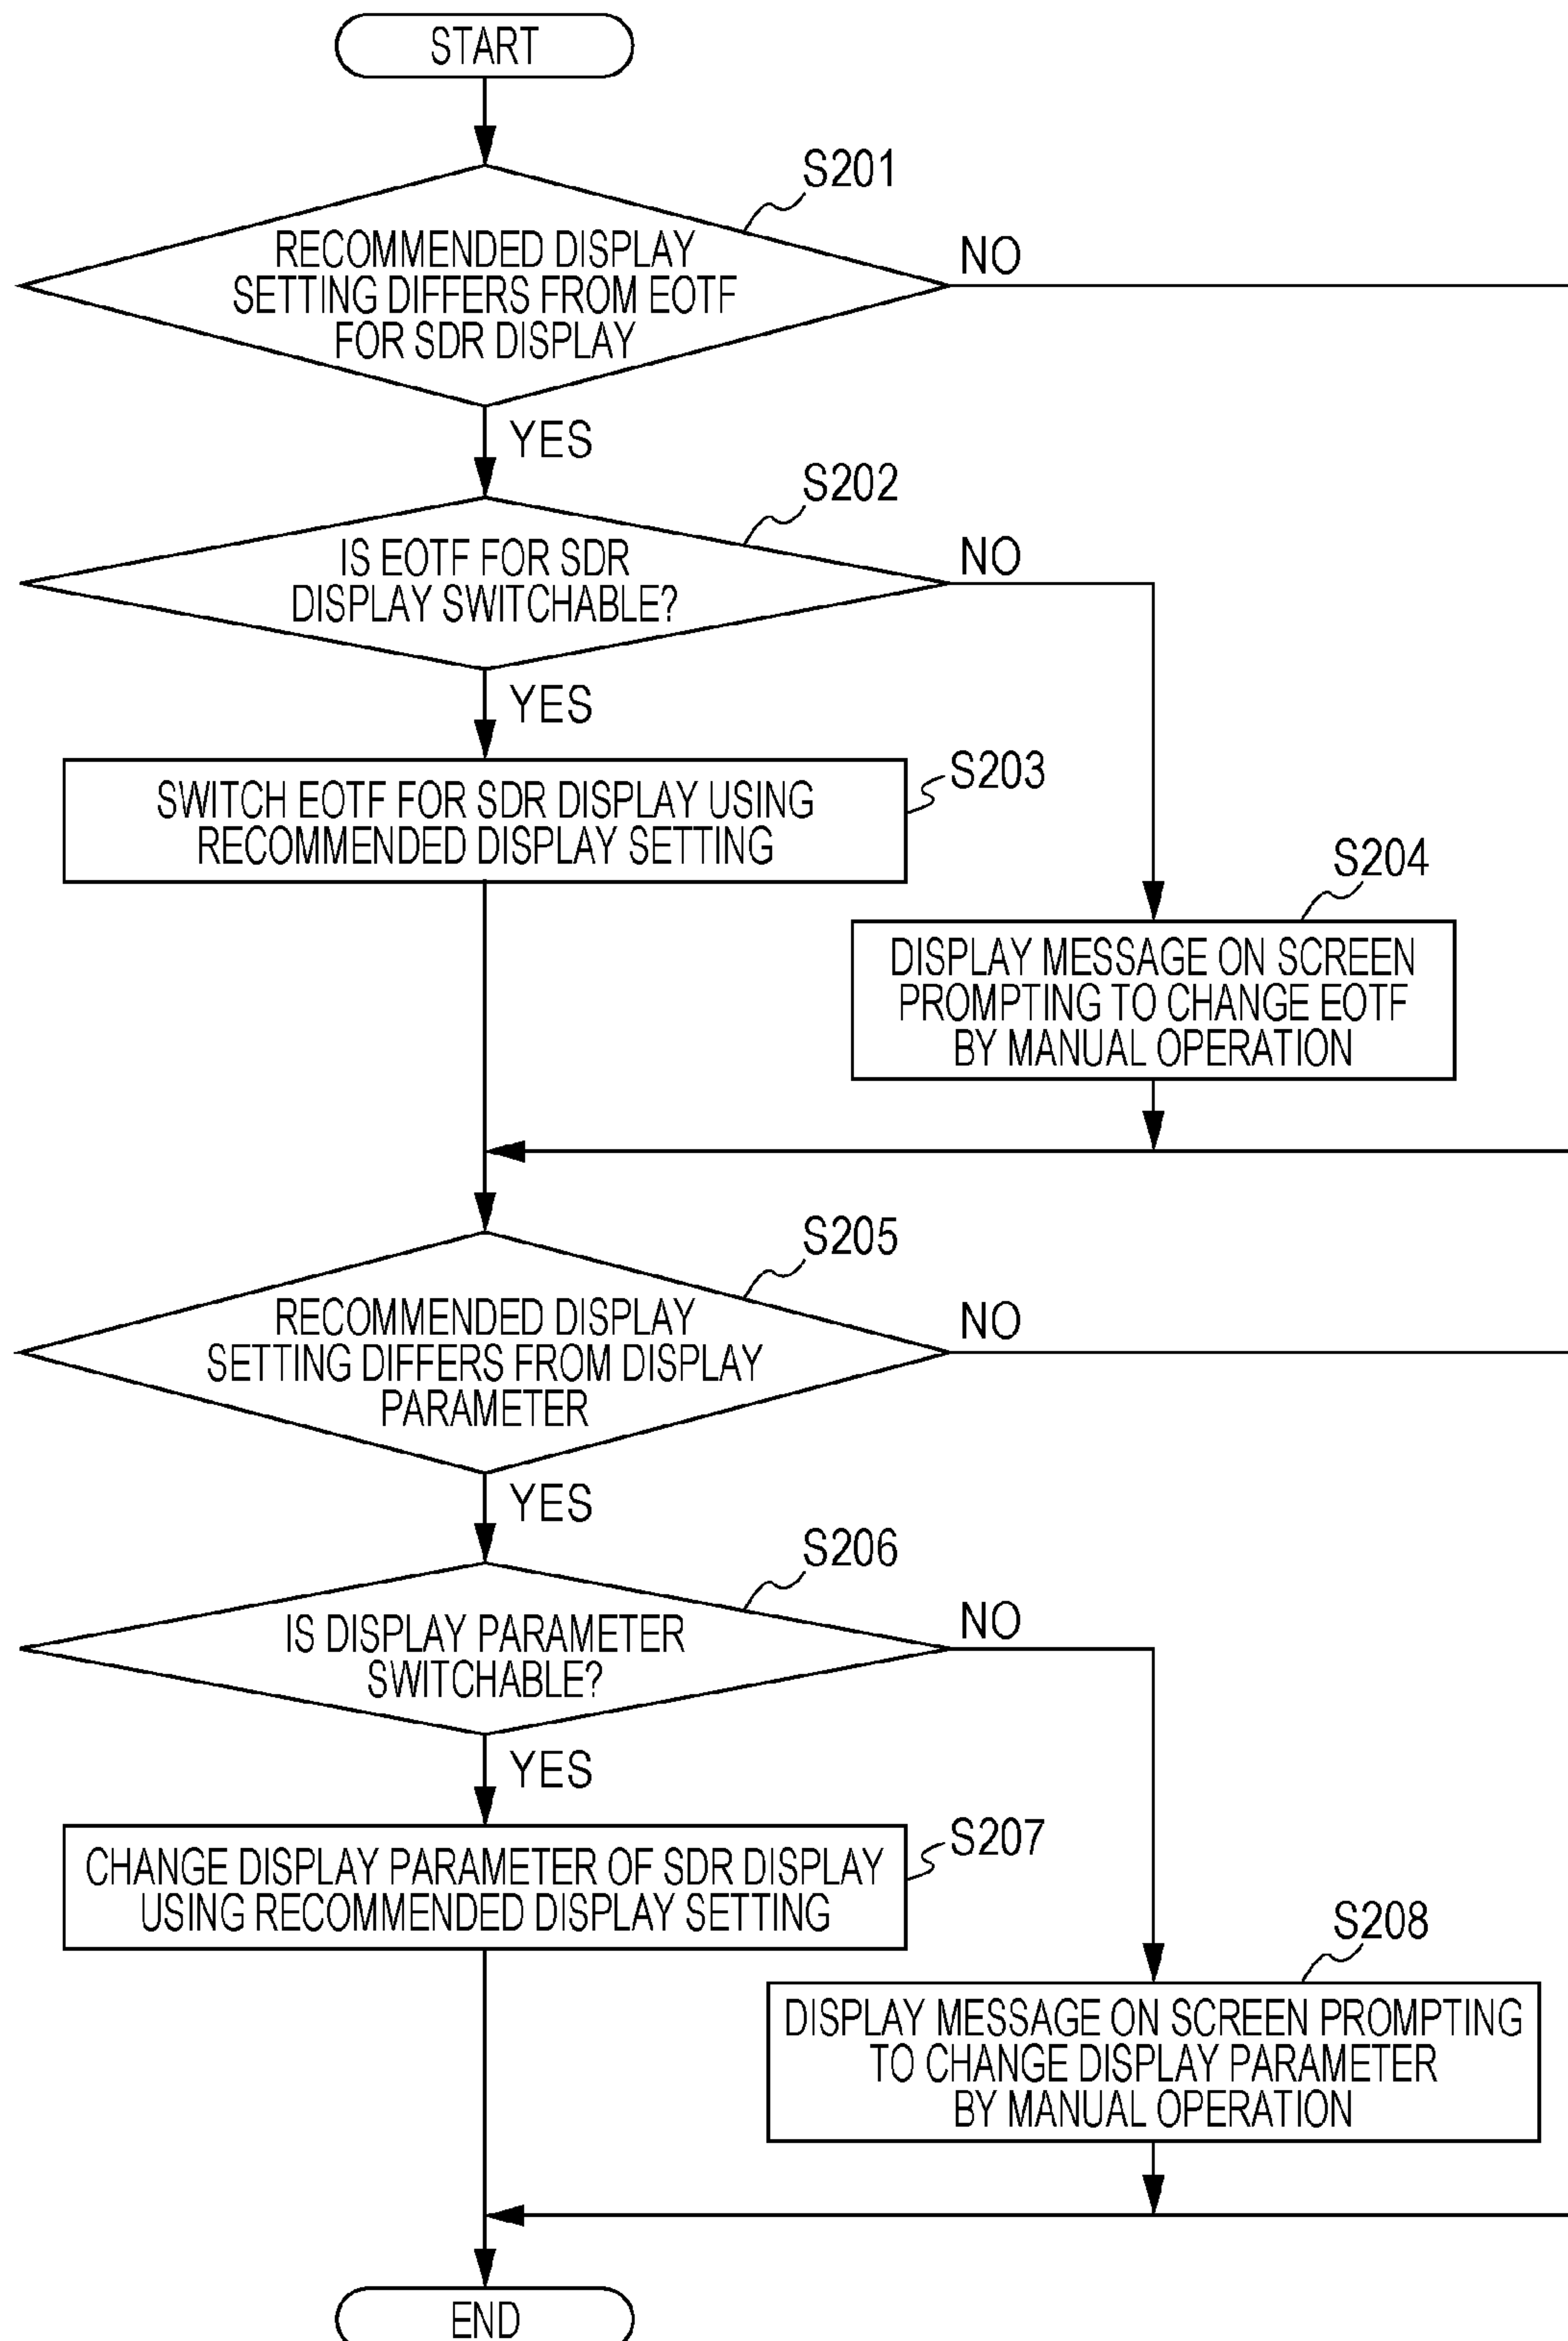 START
S201
RECOMMENDED DISPLAY
SETTING DIFFERS FROM EOTF
FOR SDR DISPLAY
NO
YES
S202
IS EOTF FOR SDR
DISPLAY SWITCHABLE?
NO
YES
S203
SWITCH EOTF FOR SDR DISPLAY USING
RECOMMENDED DISPLAY SETTING
S204
DISPLAY MESSAGE ON SCREEN
PROMPTING TO CHANGE EOTF
BY MANUAL OPERATION
S205
RECOMMENDED DISPLAY
SETTING DIFFERS FROM DISPLAY
PARAMETER
NO
YES
S206
IS DISPLAY PARAMETER
SWITCHABLE?
NO
YES
S207
CHANGE DISPLAY PARAMETER OF SDR DISPLAY
USING RECOMMENDED DISPLAY SETTING
S208
DISPLAY MESSAGE ON SCREEN PROMPTING
TO CHANGE DISPLAY PARAMETER
BY MANUAL OPERATION
END